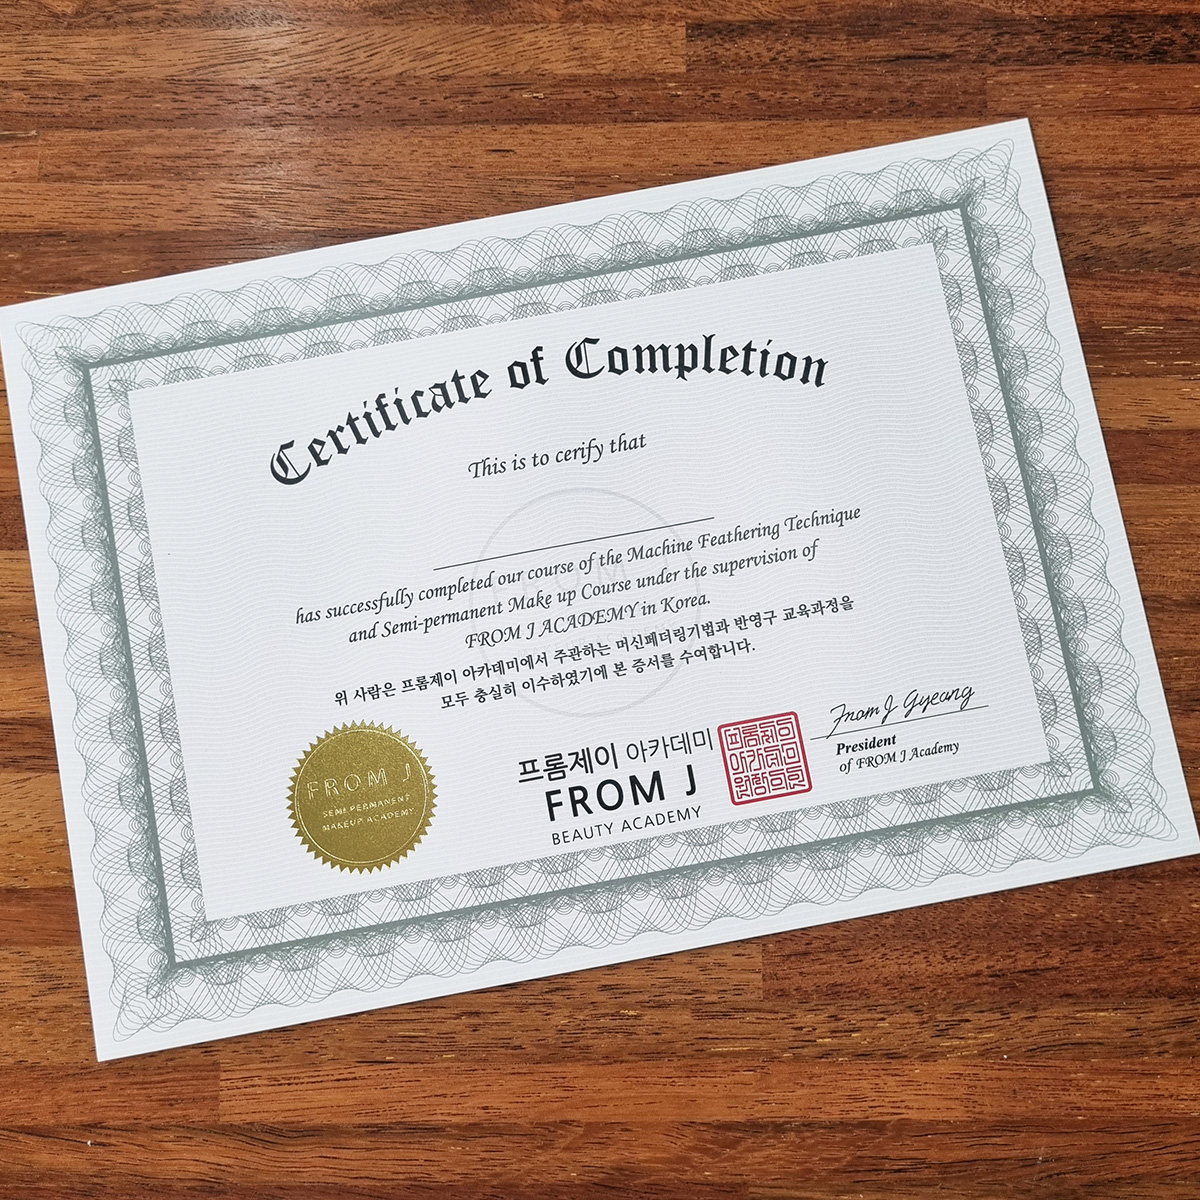 Certificate of Completion
This is to cerify that
has successfully completed our course of the Machine Feathering Technique
and Semi-permanent Make up Course under the supervision of
FROM J ACADEMY in Korea.
위 사람은 프롬제이 아카데미에서 주관하는 머신페더링기법과 반영구 교육과정을
모두 충실히 이수하였기에 본 증서를 수여합니다.
FROM J
SEMI PERMANENT
MAKEUP ACADEMY
프롬제이 아카데미
FROM J
BEAUTY ACADEMY
From J Gyeang
President
of FROM J Academy